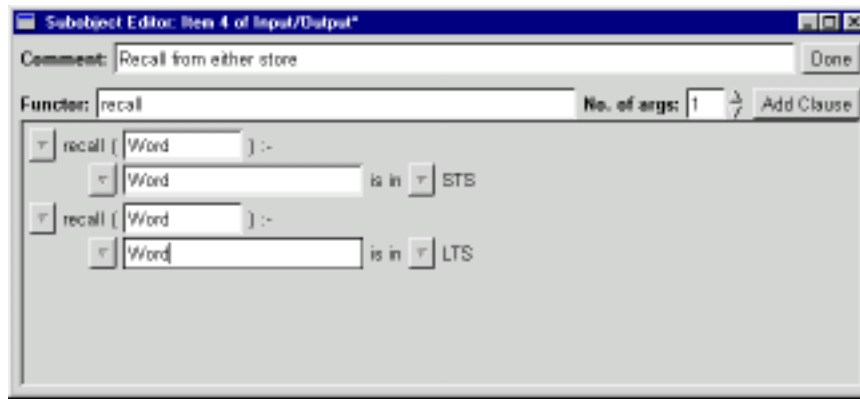 Subobject Editor: Item 4 of Input/Output*
Comment: Recall from either store Done
Functor: recall No. of args: 1 Add Clause
recall ( Word ) :-
Word is in STS
recall ( Word ) :-
Word is in LTS